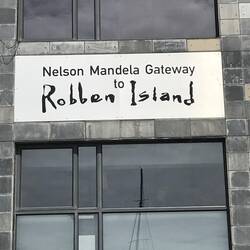 Nelson Mandela Gateway
to
Robben Island